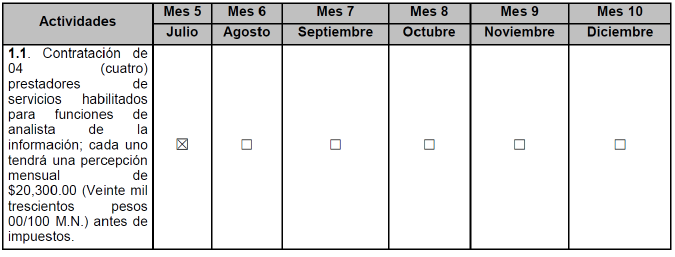 Actividades
Mes 5 Mes 6 Mes 7 Mes 8 Mes 9 Mes 10
Julio Agosto Septiembre Octubre Noviembre Diciembre
1.1. Contratación de
04 (cuatro)
prestadores de
servicios habilitados
para funciones de
analista de la
información; cada uno
tendrá una percepción
mensual de
$20,300.00 (Veinte mil
trescientos pesos
00/100 M.N.) antes de
impuestos.
☒ ☐ ☐ ☐ ☐ ☐